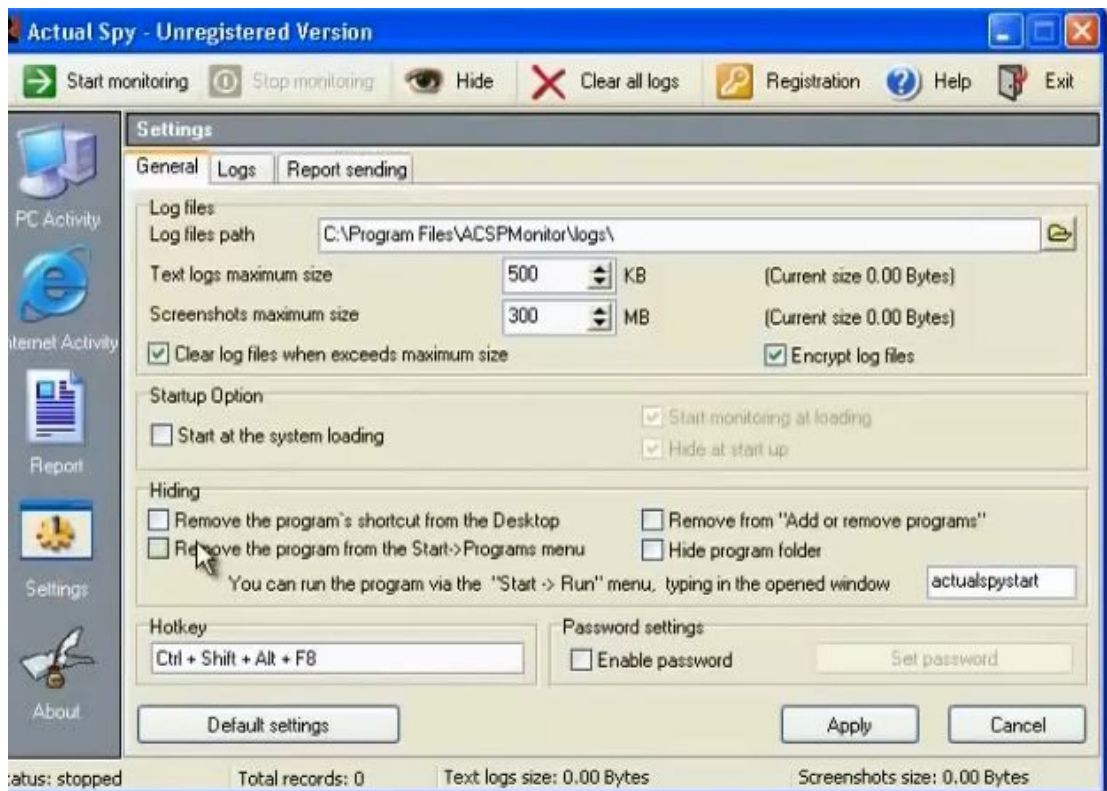 Actual Spy - Unregistered Version
Start monitoring Stop monitoring Hide Clear all logs Registration Help Exit
PC Activity
Internet Activity
Report
Settings
About
Settings
General Logs Report sending
Log files
Log files path C:\Program Files\ACSPMonitor\logs\
Text logs maximum size 500 KB (Current size 0.00 Bytes)
Screenshots maximum size 300 MB (Current size 0.00 Bytes)
Clear log files when exceeds maximum size Encrypt log files
Startup Option
Start at the system loading Start monitoring at loading
Hide at start up
Hiding
Remove the program`s shortcut from the Desktop Remove from "Add or remove programs"
Remove the program from the Start->Programs menu Hide program folder
You can run the program via the "Start -> Run" menu, typing in the opened window actualspystart
Hotkey Password settings
Ctrl + Shift + Alt + F8 Enable password Set password
Default settings Apply Cancel
tatus: stopped Total records: 0 Text logs size: 0.00 Bytes Screenshots size: 0.00 Bytes